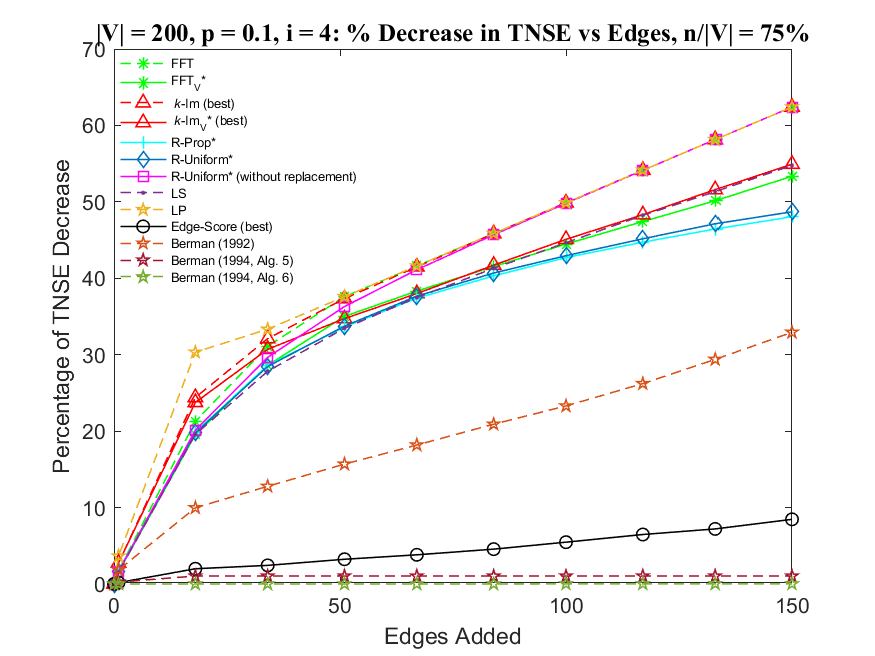 |V| = 200, p = 0.1, i = 4: % Decrease in TNSE vs Edges, n/|V| = 75%
FFT
FFT_V*
k-Im (best)
k-Im_V* (best)
R-Prop*
R-Uniform*
R-Uniform* (without replacement)
LS
LP
Edge-Score (best)
Berman (1992)
Berman (1994, Alg. 5)
Berman (1994, Alg. 6)
Percentage of TNSE Decrease
70
60
50
40
30
20
10
0
0 50 100 150
Edges Added